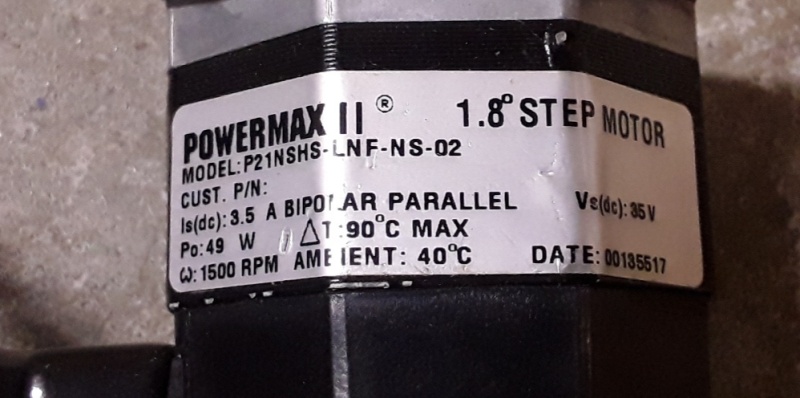 POWERMAX II ® 1.8° STEP MOTOR
MODEL: P21NSHS-LNF-NS-02
CUST. P/N:
Is(dc): 3.5 A BIPOLAR PARALLEL Vs(dc): 35 V
Po: 49 W ΔT: 90°C MAX
ω: 1500 RPM AMBIENT: 40°C DATE: 00135517